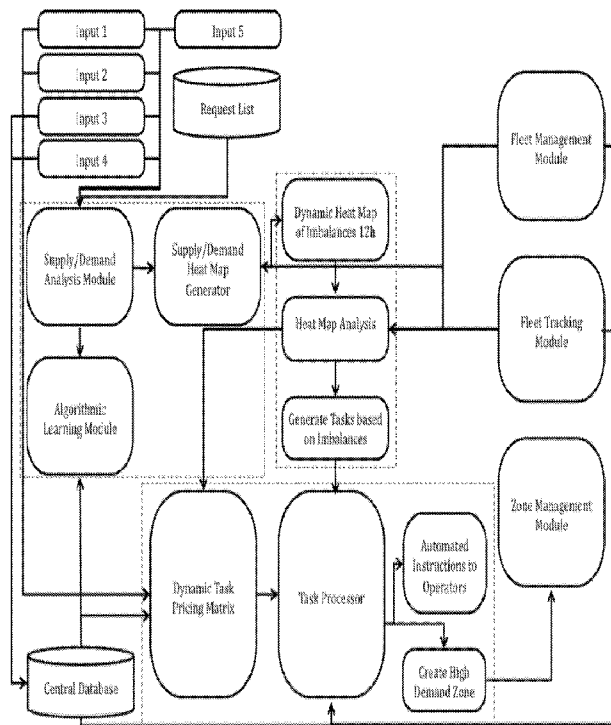 Input 1
Input 5
Input 2
Request List
Input 3
Input 4
Fleet Management
Module
Dynamic Heat Map
of Imbalances 12h
Supply/Demand
Analysis Module
Supply/Demand
Heat Map
Generator
Heat Map Analysis
Fleet Tracking
Module
Algorithmic
Learning Module
Generate Tasks based
on Imbalances
Zone Management
Module
Dynamic Task
Pricing Matrix
Task Processor
Automated
Instructions to
Operators
Central Database
Create High
Demand Zone